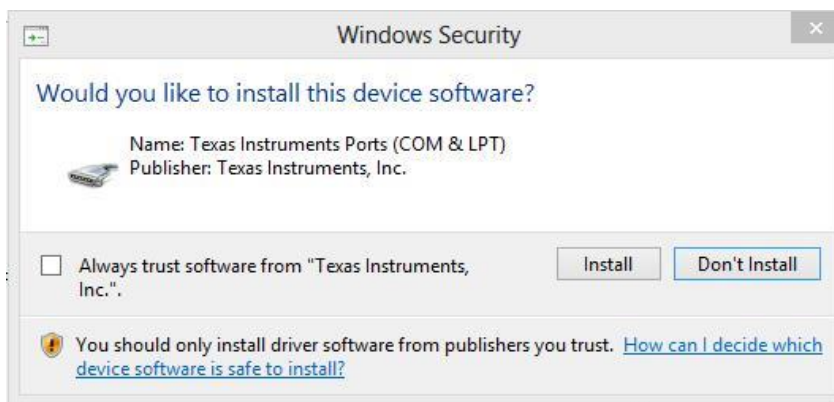 Windows Security
Would you like to install this device software?
Name: Texas Instruments Ports (COM & LPT)
Publisher: Texas Instruments, Inc.
Always trust software from "Texas Instruments,
Inc.".
Install
Don't Install
You should only install driver software from publishers you trust. How can I decide which
device software is safe to install?